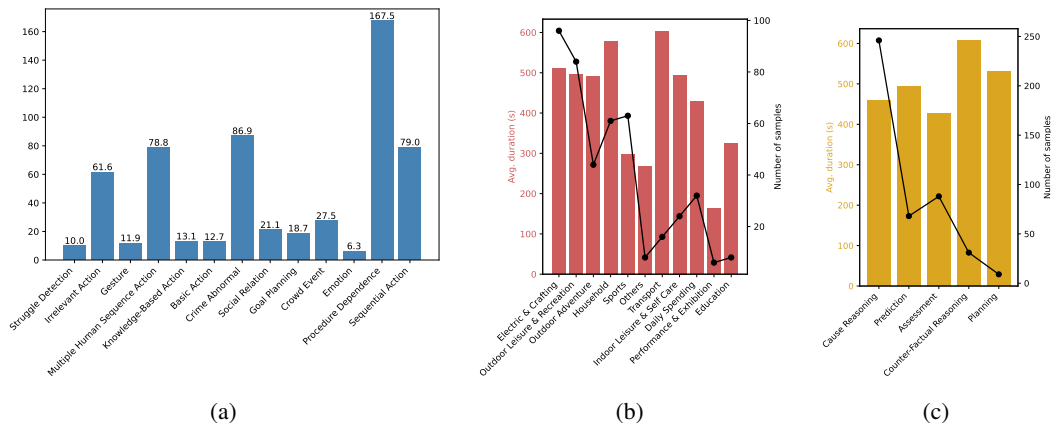 160
140
120
100
80
60
40
20
0
10.0
61.6
11.9
78.8
13.1
12.7
86.9
21.1
18.7
27.5
6.3
167.5
79.0
Struggle Detection
Irrelevant Action
Gesture
Multiple Human Sequence Action
Knowledge-Based Action
Basic Action
Crime Abnormal
Social Relation
Goal Planning
Crowd Event
Emotion
Procedure Dependence
Sequential Action
(a)
Avg. duration (s)
600
500
400
300
200
100
0
100
80
60
40
20
Number of samples
Electric & Crafting
Outdoor Leisure & Recreation
Outdoor Adventure
Household
Sports
Others
Transport
Indoor Leisure & Self Care
Daily Spending
Performance & Exhibition
Education
(b)
Avg. duration (s)
600
500
400
300
200
100
0
250
200
150
100
50
0
Number of samples
Cause Reasoning
Prediction
Assessment
Counter-Factual Reasoning
Planning
(c)